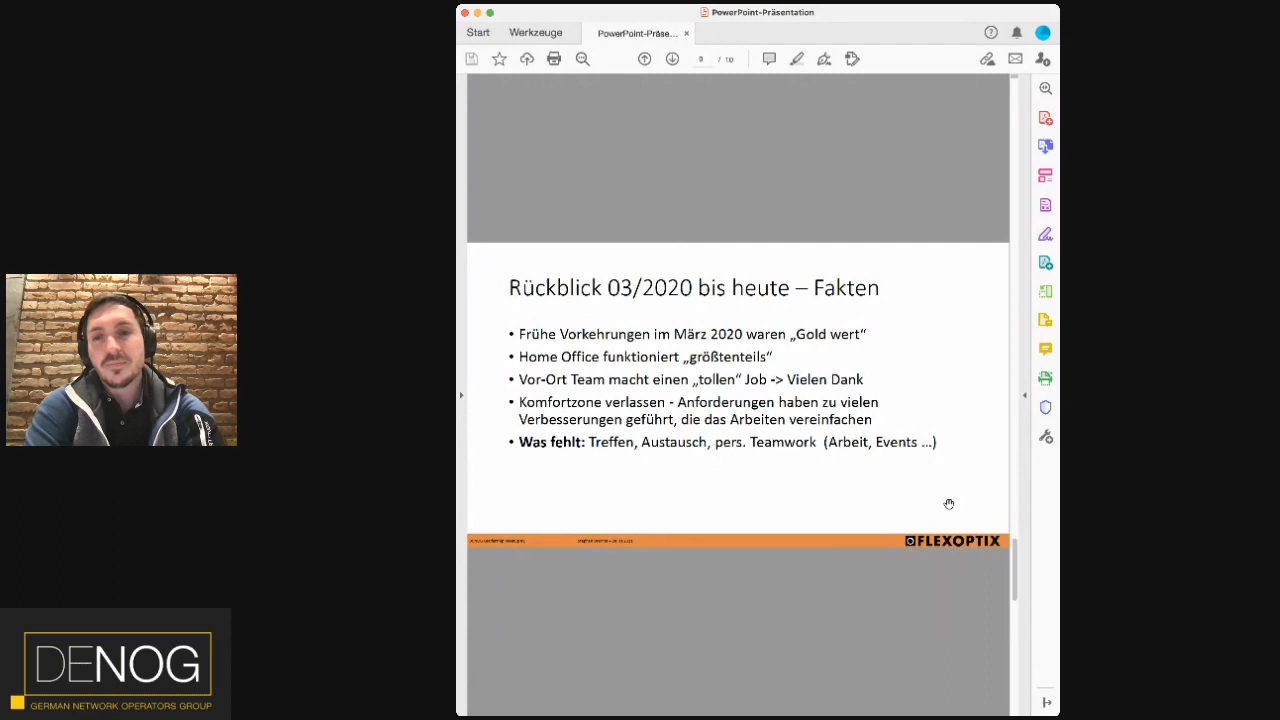 PowerPoint-Präsentation
Start
Werkzeuge
PowerPoint-Präse...
9 / 10
Rückblick 03/2020 bis heute – Fakten
• Frühe Vorkehrungen im März 2020 waren „Gold wert“
• Home Office funktioniert „größtenteils“
• Vor-Ort Team macht einen „tollen“ Job -> Vielen Dank
• Komfortzone verlassen - Anforderungen haben zu vielen
Verbesserungen geführt, die das Arbeiten vereinfachen
• Was fehlt: Treffen, Austausch, pers. Teamwork (Arbeit, Events ...)
FLEXOPTIX
DENOG
GERMAN NETWORK OPERATORS GROUP